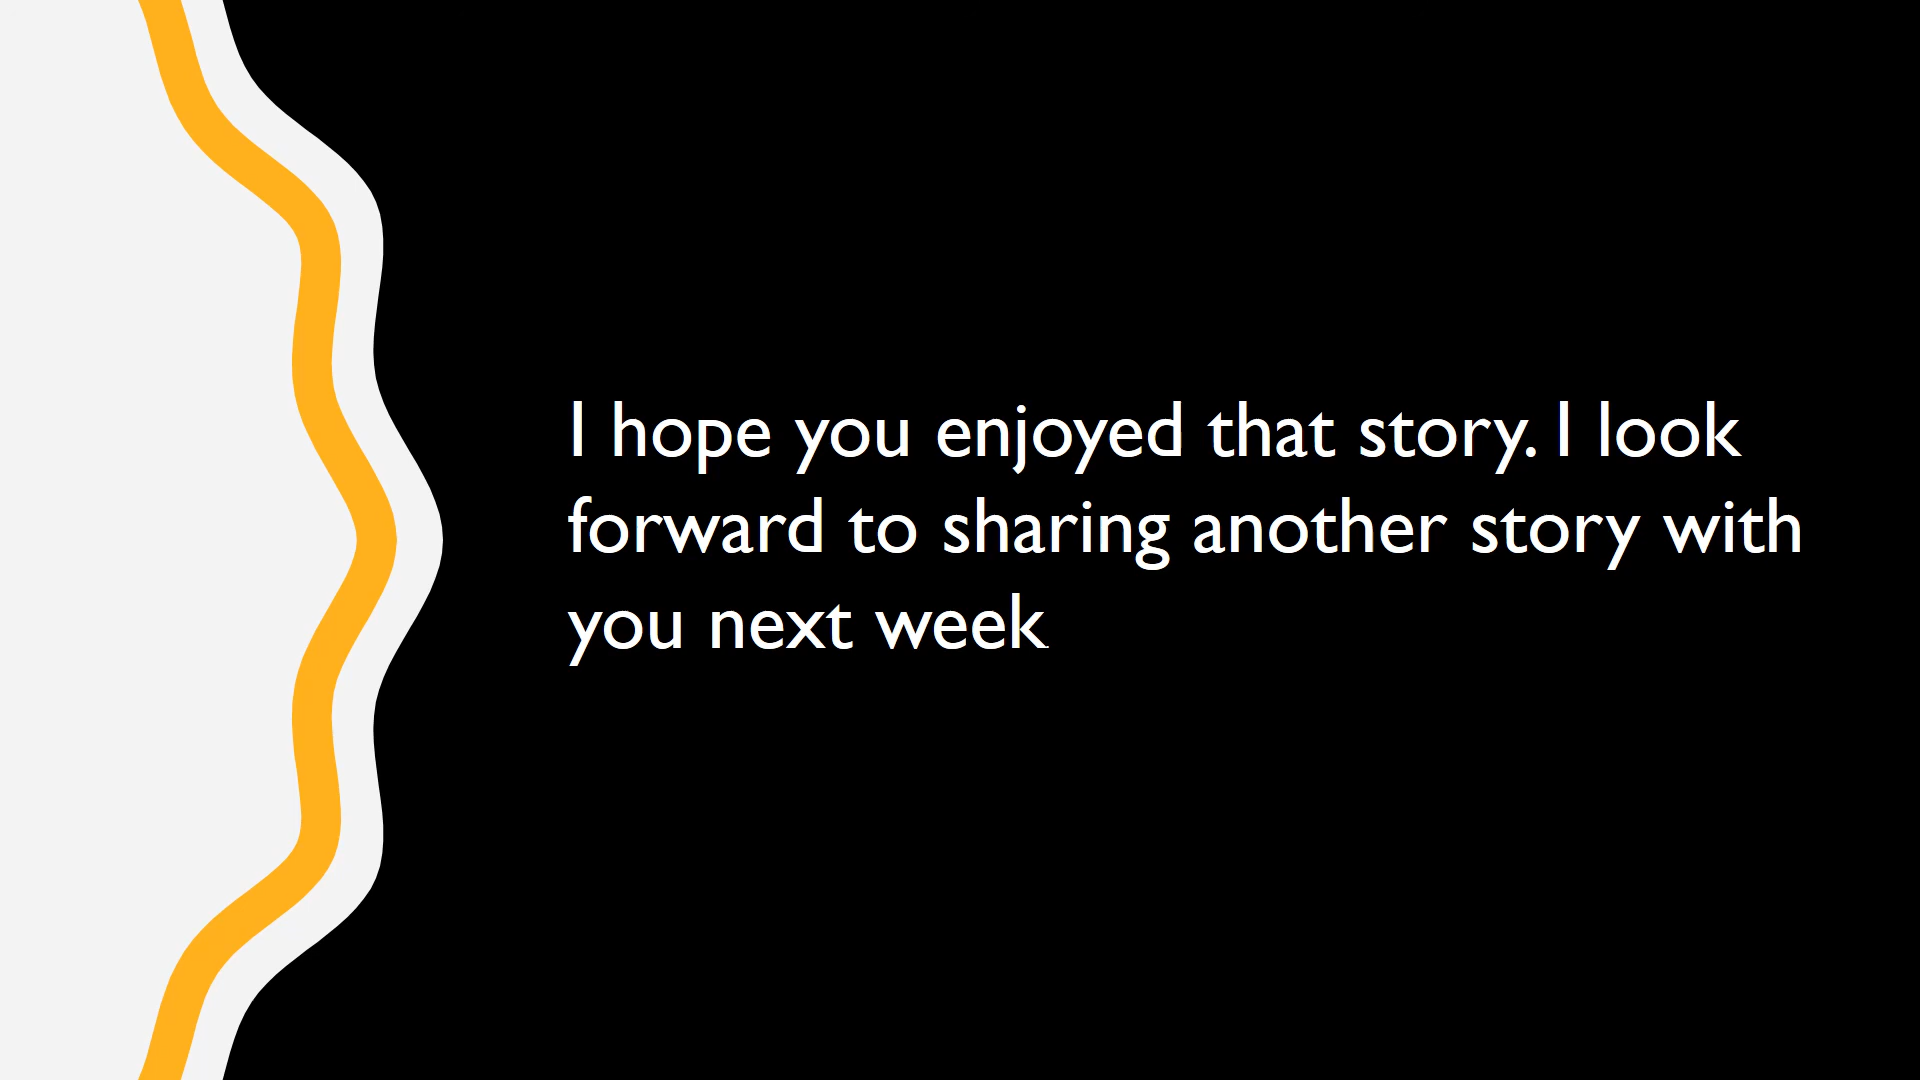 I hope you enjoyed that story. I look
forward to sharing another story with
you next week